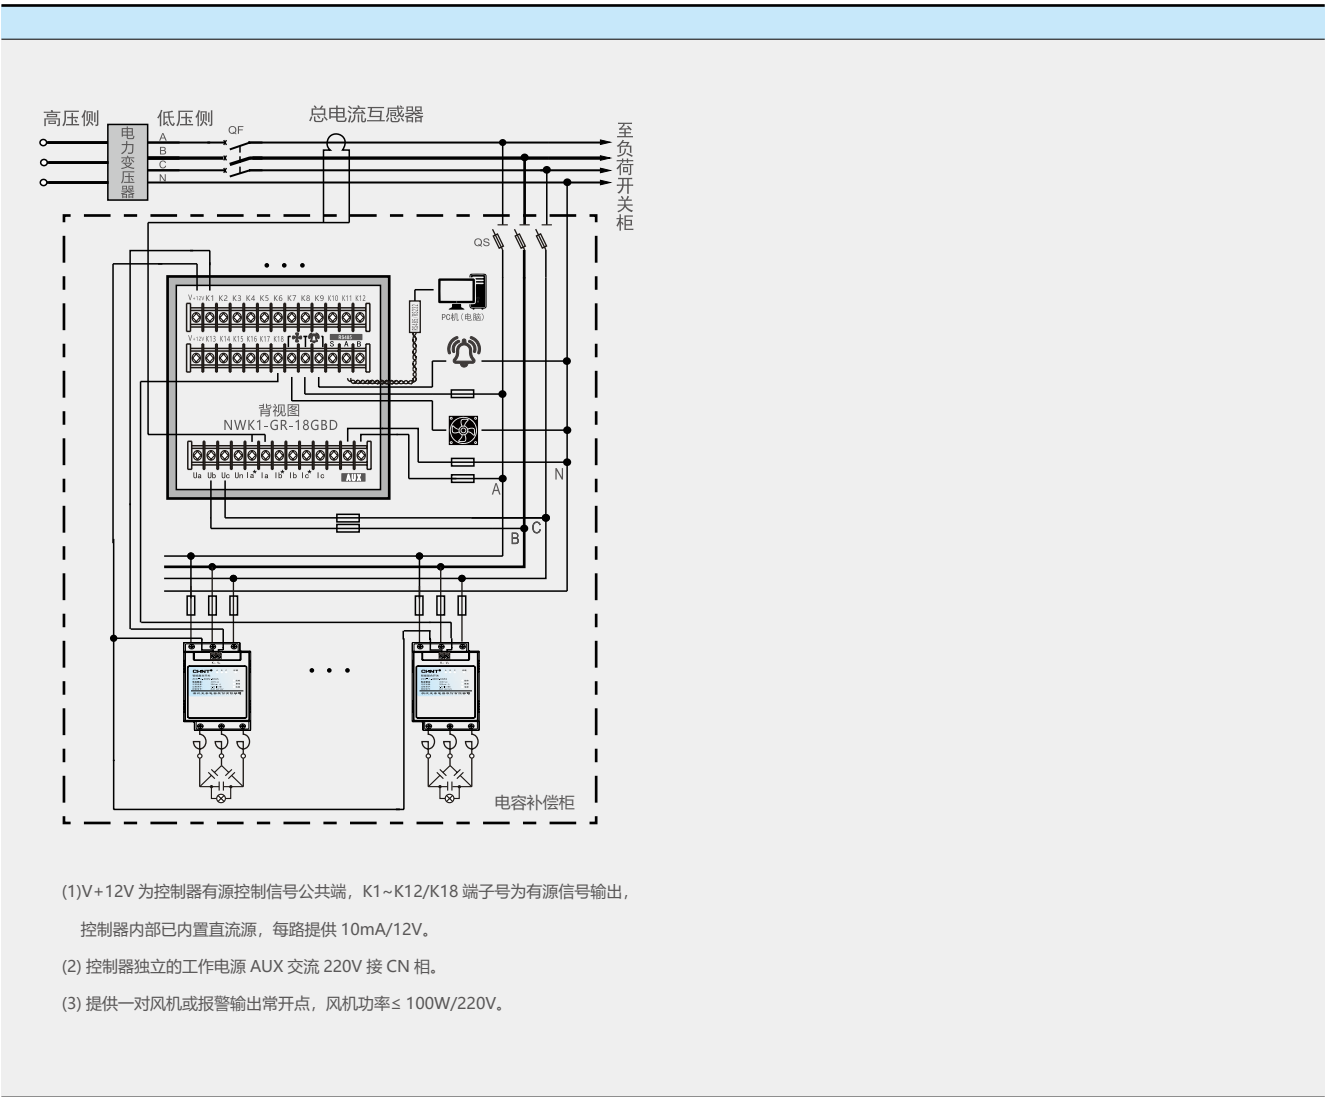 高压侧
低压侧
总电流互感器
电力变压器
A
B
C
N
QF
至负荷开关柜
QS
V+12V K1 K2 K3 K4 K5 K6 K7 K8 K9 K10 K11 K12
V+12V K13 K14 K15 K16 K17 K18
RS485
S A B
RS485/RS232
PC机(电脑)
背视图
NWK1-GR-18GBD
Ua Ub Uc Un Ia* Ia Ib* Ib Ic* Ic
AUX
A
N
B
C
CHNT
CHNT
电容补偿柜
(1)V+12V 为控制器有源控制信号公共端，K1~K12/K18 端子号为有源信号输出，
控制器内部已内置直流源，每路提供 10mA/12V。
(2) 控制器独立的工作电源 AUX 交流 220V 接 CN 相。
(3) 提供一对风机或报警输出常开点，风机功率≤ 100W/220V。